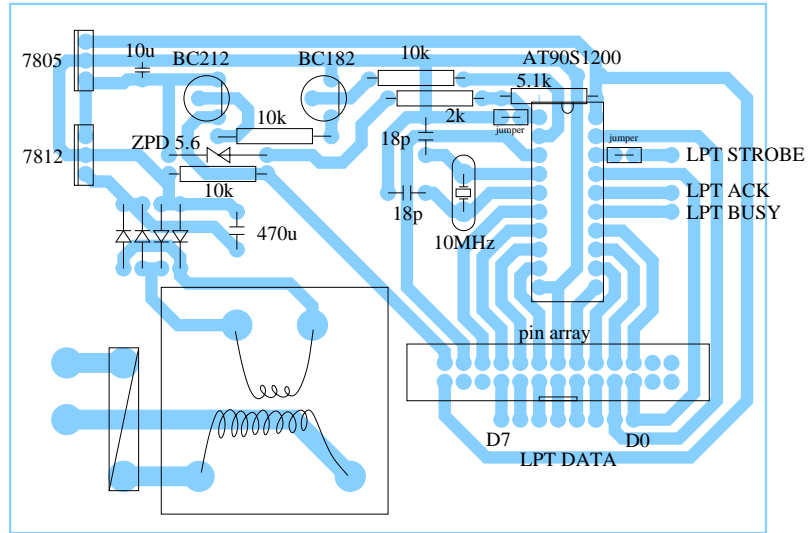 10u
BC212
BC182
10k
AT90S1200
7805
5.1k
10k
2k
jumper
18p
ZPD 5.6
jumper
7812
LPT STROBE
10k
LPT ACK
18p
LPT BUSY
470u
10MHz
pin array
D7
D0
LPT DATA